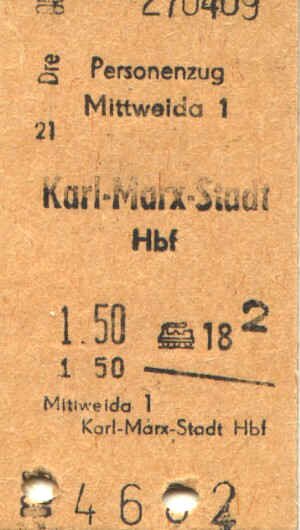 270409
Dre
Personenzug
Mittweida 1
21
Karl-Marx-Stadt
Hbf
1.50 18 2
1 50
Mittweida 1
Karl-Marx-Stadt Hbf